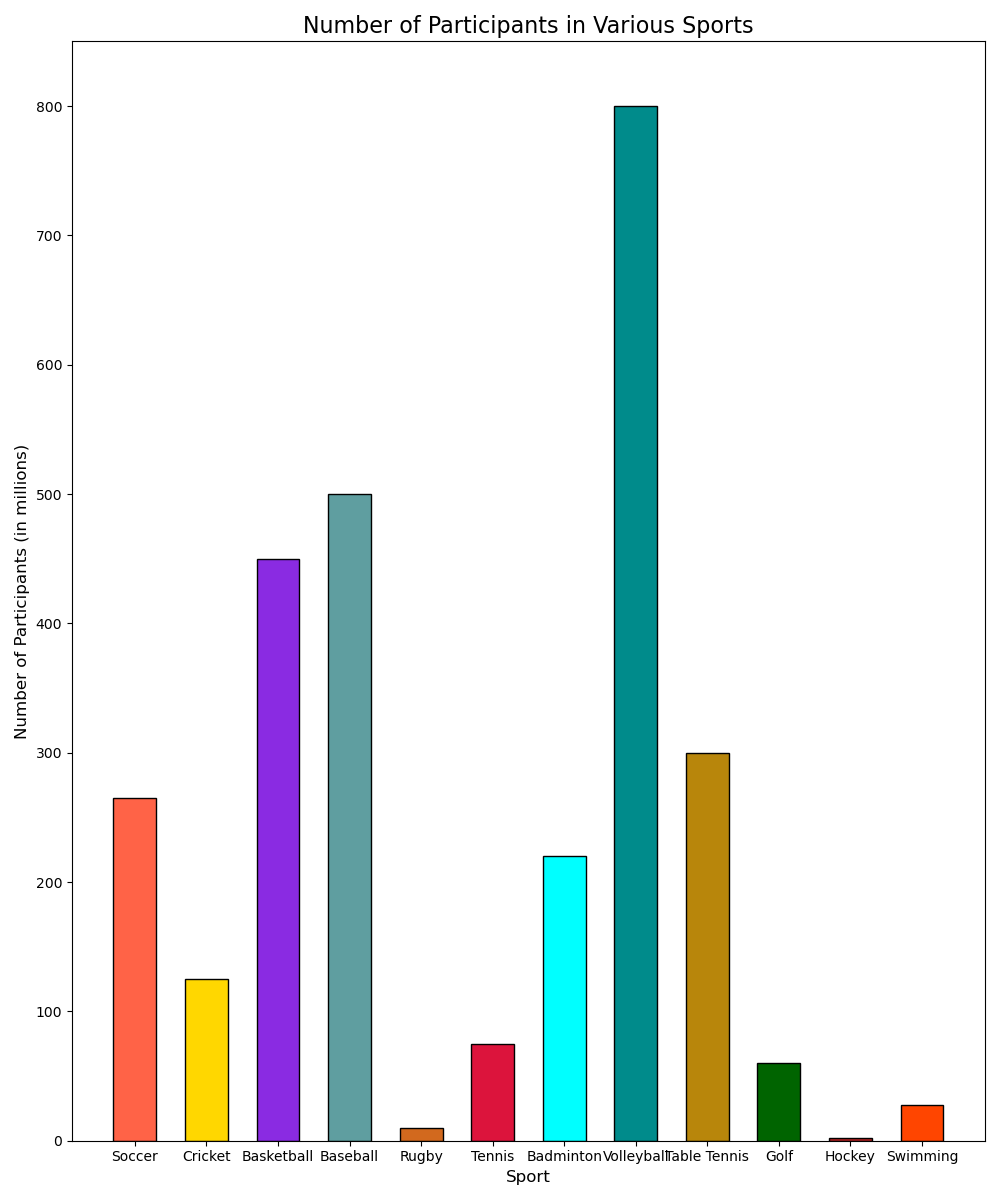 Number of Participants in Various Sports
Number of Participants (in millions)
800
700
600
500
400
300
200
100
0
Soccer Cricket Basketball Baseball Rugby Tennis Badminton Volleyball Table Tennis Golf Hockey Swimming
Sport